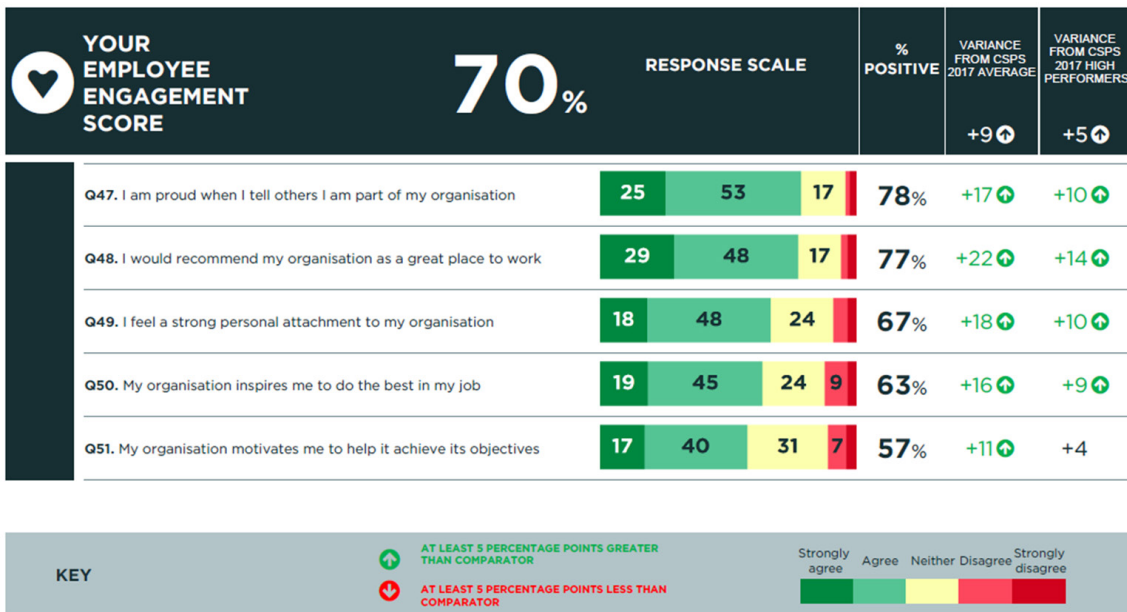 YOUR
EMPLOYEE
ENGAGEMENT
SCORE
70%
RESPONSE SCALE
%
POSITIVE
VARIANCE
FROM CSPS
2017 AVERAGE
+9
VARIANCE
FROM CSPS
2017 HIGH
PERFORMERS
+5
Q47. I am proud when I tell others I am part of my organisation
25 53 17 78% +17 +10
Q48. I would recommend my organisation as a great place to work
29 48 17 77% +22 +14
Q49. I feel a strong personal attachment to my organisation
18 48 24 67% +18 +10
Q50. My organisation inspires me to do the best in my job
19 45 24 9 63% +16 +9
Q51. My organisation motivates me to help it achieve its objectives
17 40 31 7 57% +11 +4
KEY
AT LEAST 5 PERCENTAGE POINTS GREATER
THAN COMPARATOR
AT LEAST 5 PERCENTAGE POINTS LESS THAN
COMPARATOR
Strongly
agree
Agree
Neither
Disagree
Strongly
disagree